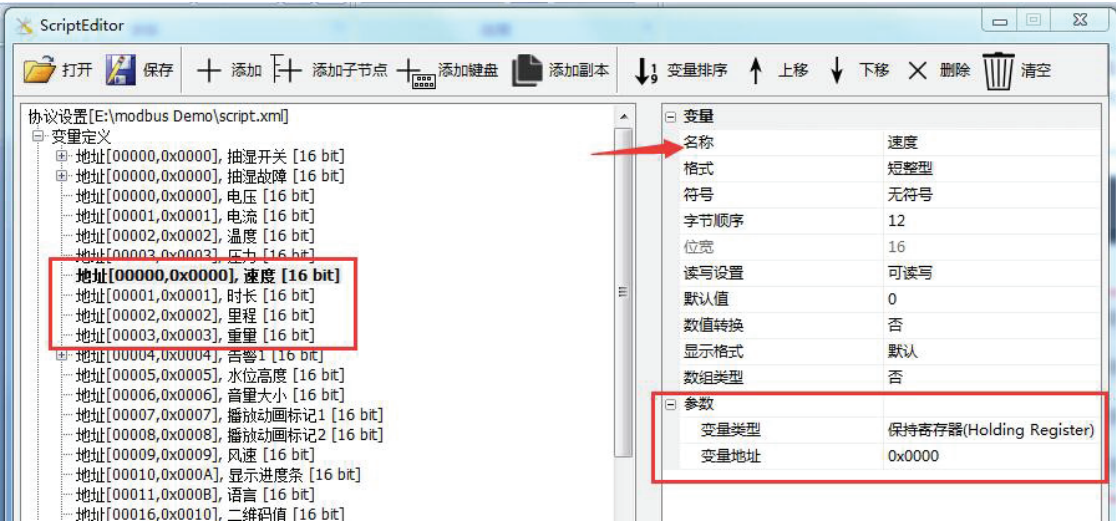 ScriptEditor
打开 保存 添加 添加子节点 添加键盘 添加副本 变量排序 上移 下移 删除 清空
协议设置[E:\modbus Demo\script.xml]
变量定义
地址[00000,0x0000], 抽湿开关 [16 bit]
地址[00000,0x0000], 抽湿故障 [16 bit]
地址[00000,0x0000], 电压 [16 bit]
地址[00001,0x0001], 电流 [16 bit]
地址[00002,0x0002], 温度 [16 bit]
地址[00003,0x0003], 压力 [16 bit]
地址[00000,0x0000], 速度 [16 bit]
地址[00001,0x0001], 时长 [16 bit]
地址[00002,0x0002], 里程 [16 bit]
地址[00003,0x0003], 重量 [16 bit]
地址[00004,0x0004], 告警1 [16 bit]
地址[00005,0x0005], 水位高度 [16 bit]
地址[00006,0x0006], 音量大小 [16 bit]
地址[00007,0x0007], 播放动画标记1 [16 bit]
地址[00008,0x0008], 播放动画标记2 [16 bit]
地址[00009,0x0009], 风速 [16 bit]
地址[00010,0x000A], 显示进度条 [16 bit]
地址[00011,0x000B], 语言 [16 bit]
地址[00016,0x0010], 二维码值 [16 bit]
变量
名称 速度
格式 短整型
符号 无符号
字节顺序 12
位宽 16
读写设置 可读写
默认值 0
数值转换 否
显示格式 默认
数组类型 否
参数
变量类型 保持寄存器(Holding Register)
变量地址 0x0000